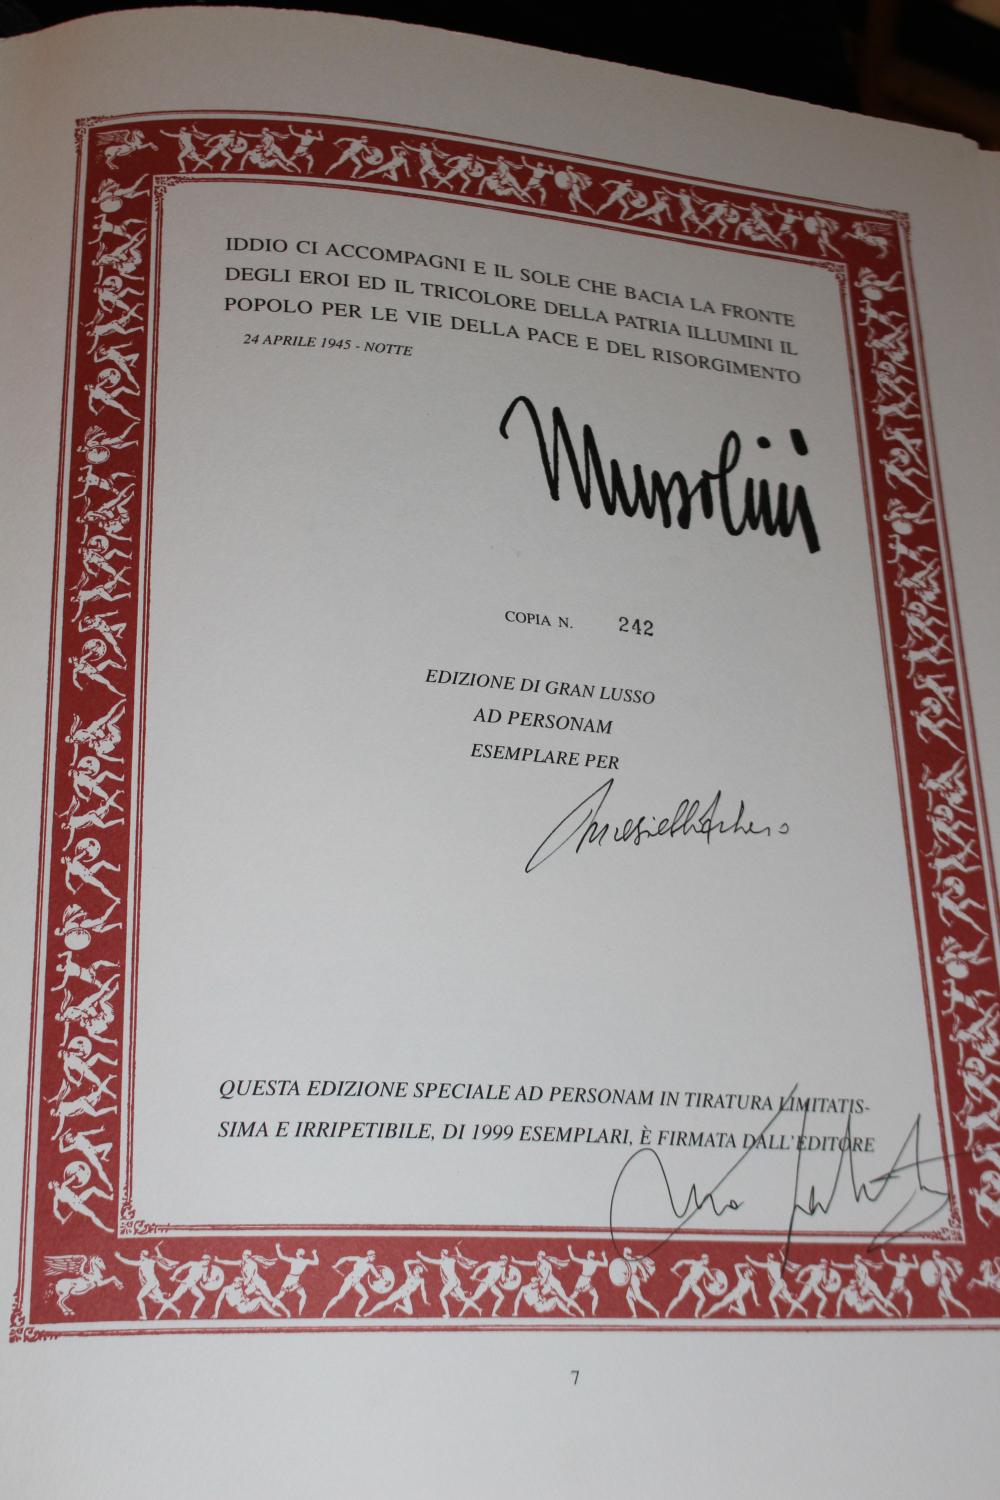 IDDIO CI ACCOMPAGNI E IL SOLE CHE BACIA LA FRONTE
DEGLI EROI ED IL TRICOLORE DELLA PATRIA ILLUMINI IL
POPOLO PER LE VIE DELLA PACE E DEL RISORGIMENTO
24 APRILE 1945 - NOTTE
Mussolini
COPIA N. 242
EDIZIONE DI GRAN LUSSO
AD PERSONAM
ESEMPLARE PER
QUESTA EDIZIONE SPECIALE AD PERSONAM IN TIRATURA LIMITATIS-
SIMA E IRRIPETIBILE, DI 1999 ESEMPLARI, È FIRMATA DALL'EDITORE
7